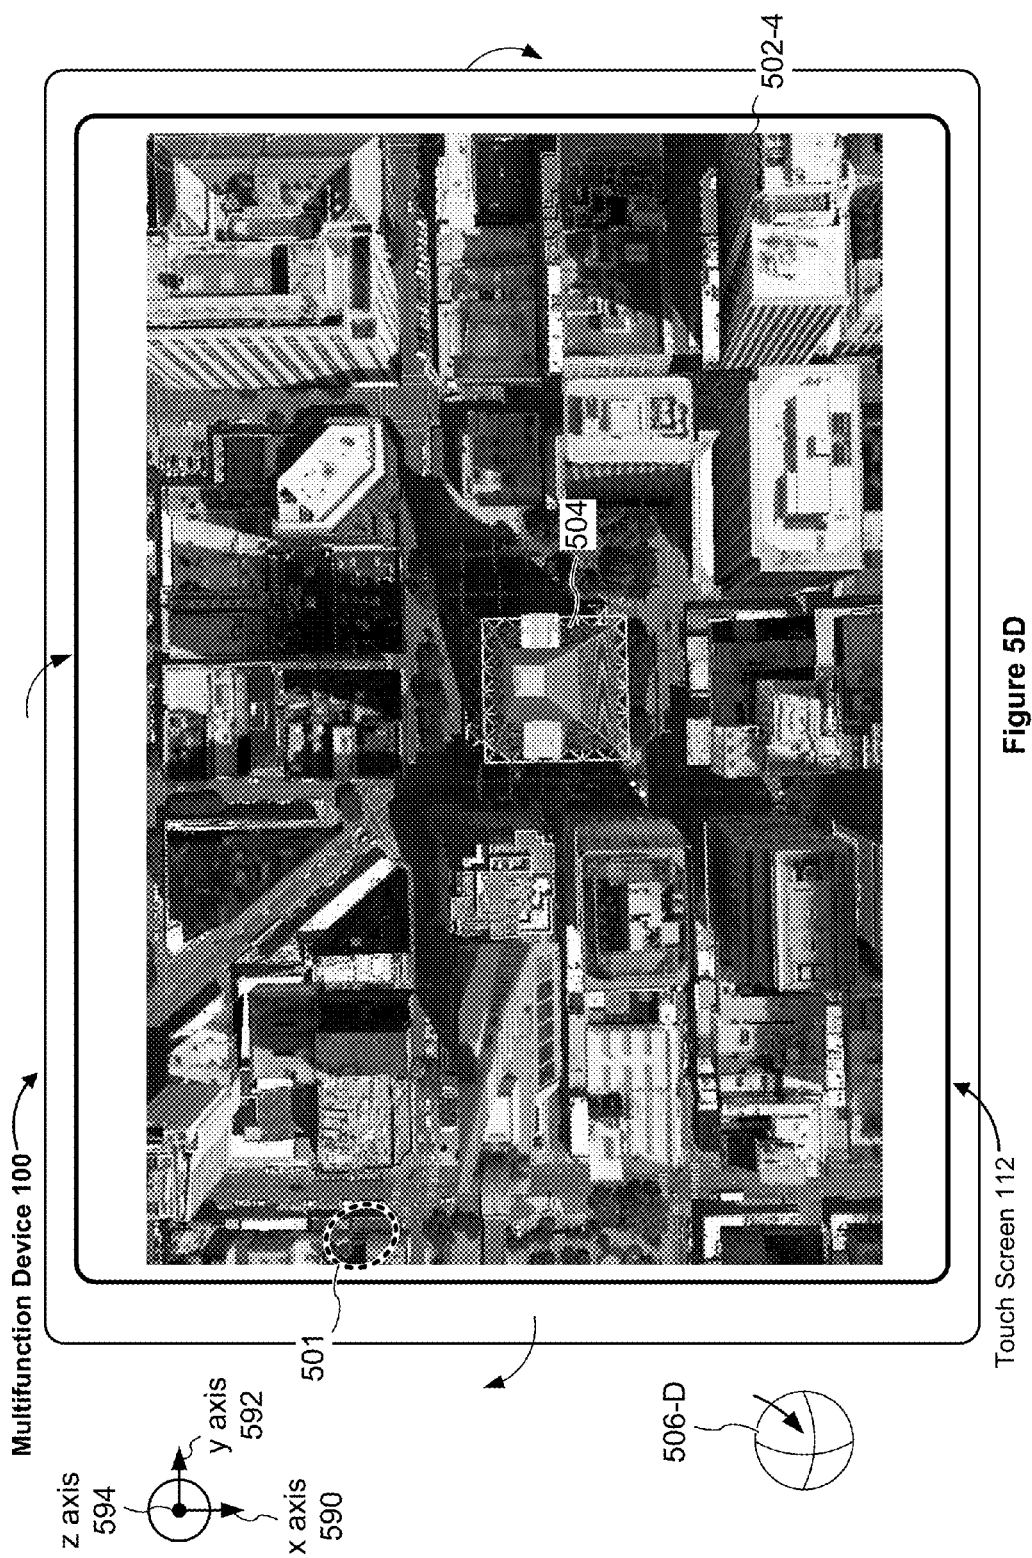 Multifunction Device 100
z axis
594
y axis
592
x axis
590
501
504
502-4
506-D
Touch Screen 112
Figure 5D